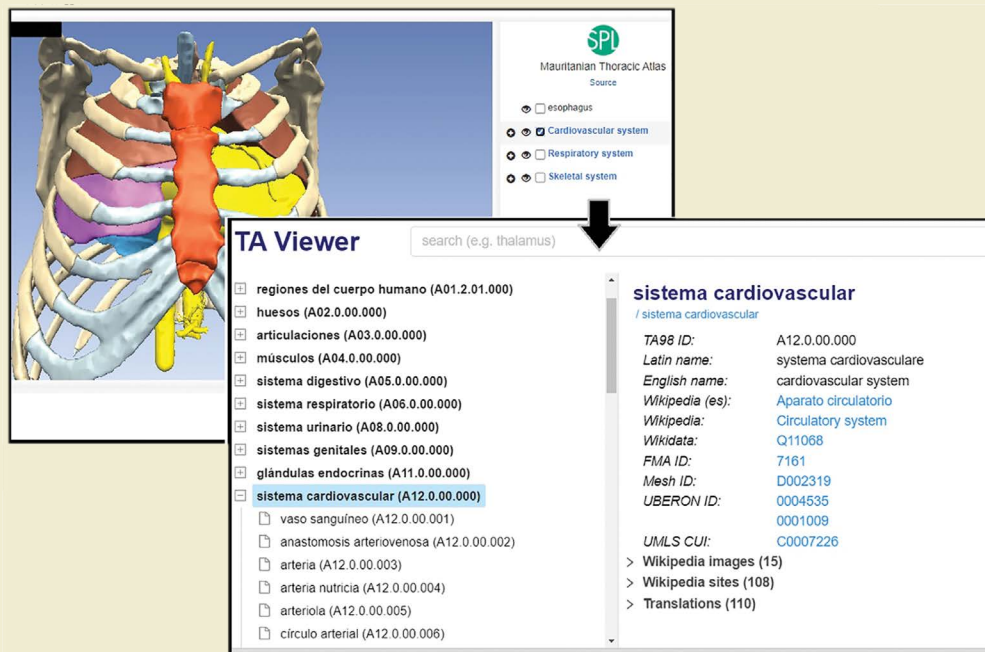 SPL
Mauritanian Thoracic Atlas
Source
esophagus
Cardiovascular system
Respiratory system
Skeletal system
TA Viewer
search (e.g. thalamus)
regiones del cuerpo humano (A01.2.01.000)
huesos (A02.0.00.000)
articulaciones (A03.0.00.000)
músculos (A04.0.00.000)
sistema digestivo (A05.0.00.000)
sistema respiratorio (A06.0.00.000)
sistema urinario (A08.0.00.000)
sistemas genitales (A09.0.00.000)
glándulas endocrinas (A11.0.00.000)
sistema cardiovascular (A12.0.00.000)
vaso sanguíneo (A12.0.00.001)
anastomosis arteriovenosa (A12.0.00.002)
arteria (A12.0.00.003)
arteria nutricia (A12.0.00.004)
arteriola (A12.0.00.005)
círculo arterial (A12.0.00.006)
sistema cardiovascular
/ sistema cardiovascular
TA98 ID: A12.0.00.000
Latin name: systema cardiovasculare
English name: cardiovascular system
Wikipedia (es): Aparato circulatorio
Wikipedia: Circulatory system
Wikidata: Q11068
FMA ID: 7161
Mesh ID: D002319
UBERON ID: 0004535
0001009
UMLS CUI: C0007226
Wikipedia images (15)
Wikipedia sites (108)
Translations (110)